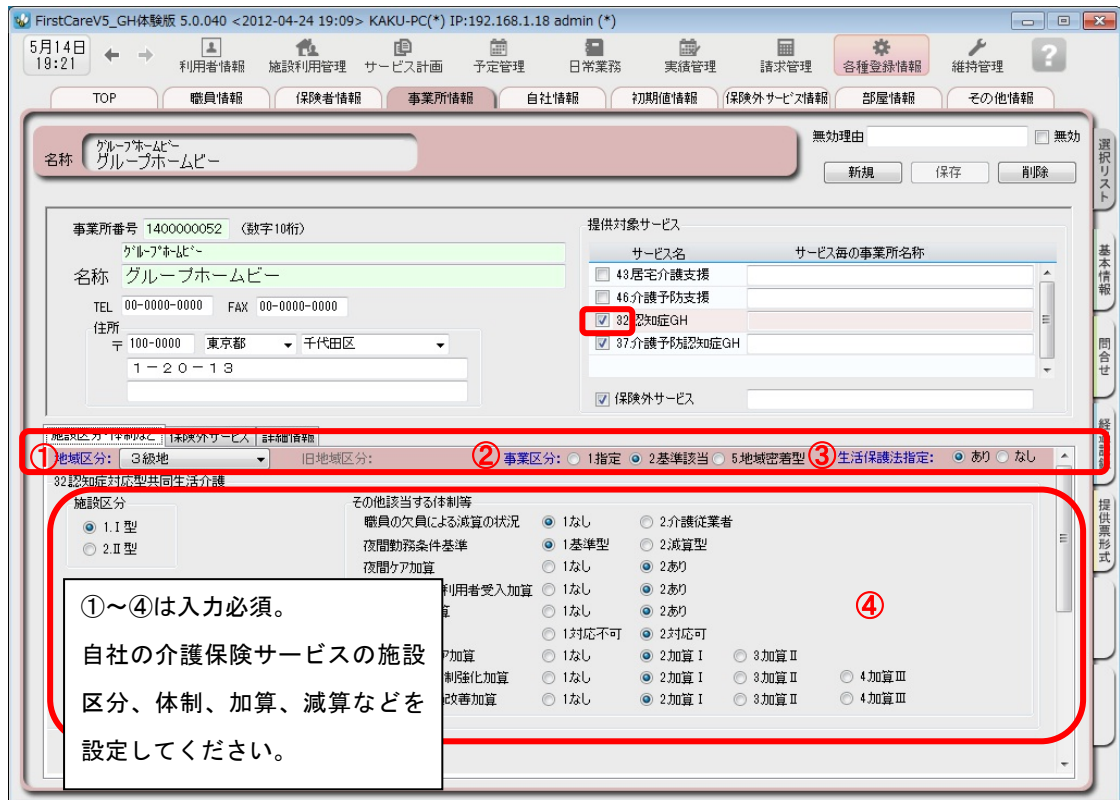 FirstCareV5_GH体験版 5.0.040 <2012-04-24 19:09> KAKU-PC(*) IP:192.168.1.18 admin (*)
5月14日
19:21
利用者情報 施設利用管理 サービス計画 予定管理 日常業務 実績管理 請求管理 各種登録情報 維持管理 ?
TOP 職員情報 保険者情報 事業所情報 自社情報 初期値情報 保険外サービス情報 部屋情報 その他情報
名称
グループホームビー
グループホームビー
無効理由 無効
新規 保存 削除
選択リスト
基本情報
問合せ
経過記録
提供票形式
事業所番号 1400000052 (数字10桁)
グループホームビー
名称 グループホームビー
TEL 00-0000-0000 FAX 00-0000-0000
住所
〒 100-0000 東京都 千代田区
1-20-13
提供対象サービス
サービス名 サービス毎の事業所名称
43.居宅介護支援
46.介護予防支援
32.認知症GH
37.介護予防認知症GH
保険外サービス
施設区分・体制など 保険外サービス 詳細情報
① 地域区分: 3級地 旧地域区分: ② 事業区分: 1指定 2基準該当 5地域密着型 ③ 生活保護法指定: あり なし
32認知症対応型共同生活介護
施設区分
1.Ⅰ型
2.Ⅱ型
その他該当する体制等
職員の欠員による減算の状況 1なし 2介護従業者
夜間勤務条件基準 1基準型 2減算型
夜間ケア加算 1なし 2あり
利用者受入加算 1なし 2あり
算 1なし 2あり
1対応不可 2対応可
ア加算 1なし 2加算Ⅰ 3加算Ⅱ
制強化加算 1なし 2加算Ⅰ 3加算Ⅱ 4加算Ⅲ
改善加算 1なし 2加算Ⅰ 3加算Ⅱ 4加算Ⅲ
④
①～④は入力必須。
自社の介護保険サービスの施設
区分、体制、加算、減算などを
設定してください。